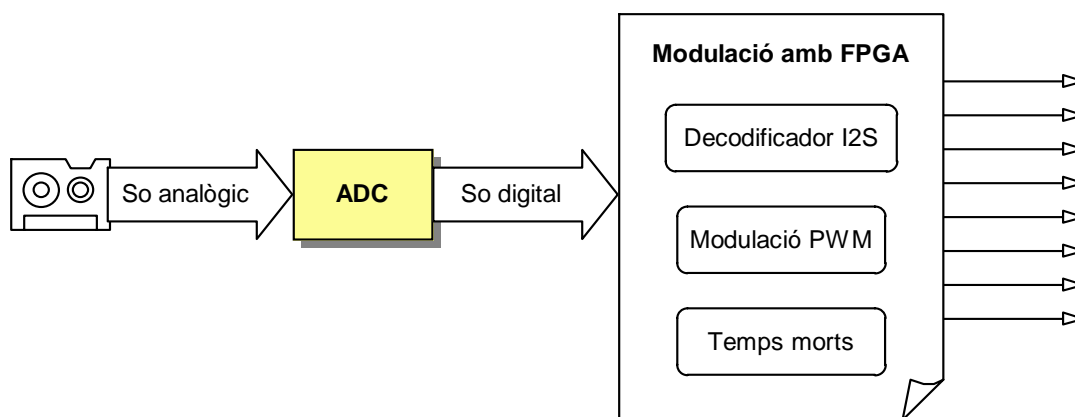 Modulació amb FPGA
Decodificador I2S
So analògic
ADC
So digital
Modulació PWM
Temps morts